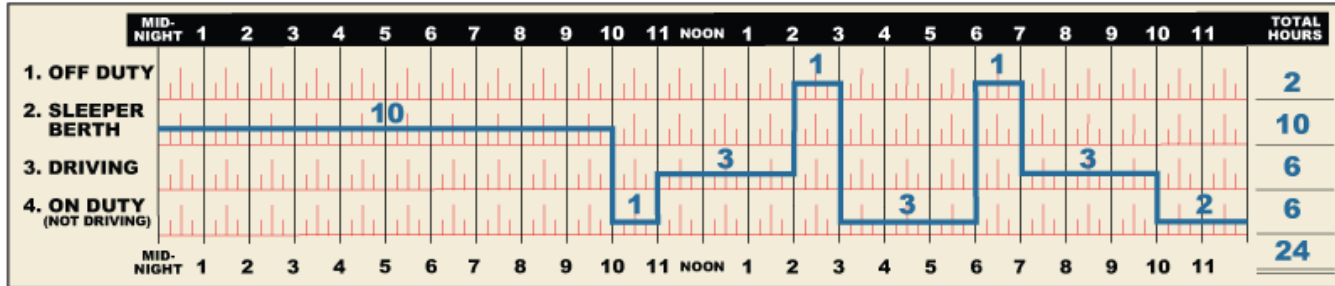 MID-NIGHT 1 2 3 4 5 6 7 8 9 10 11 NOON 1 2 3 4 5 6 7 8 9 10 11 TOTAL HOURS
1. OFF DUTY 1 1 2
2. SLEEPER BERTH 10 10
3. DRIVING 3 3 6
4. ON DUTY (NOT DRIVING) 1 3 2 6
24
MID-NIGHT 1 2 3 4 5 6 7 8 9 10 11 NOON 1 2 3 4 5 6 7 8 9 10 11